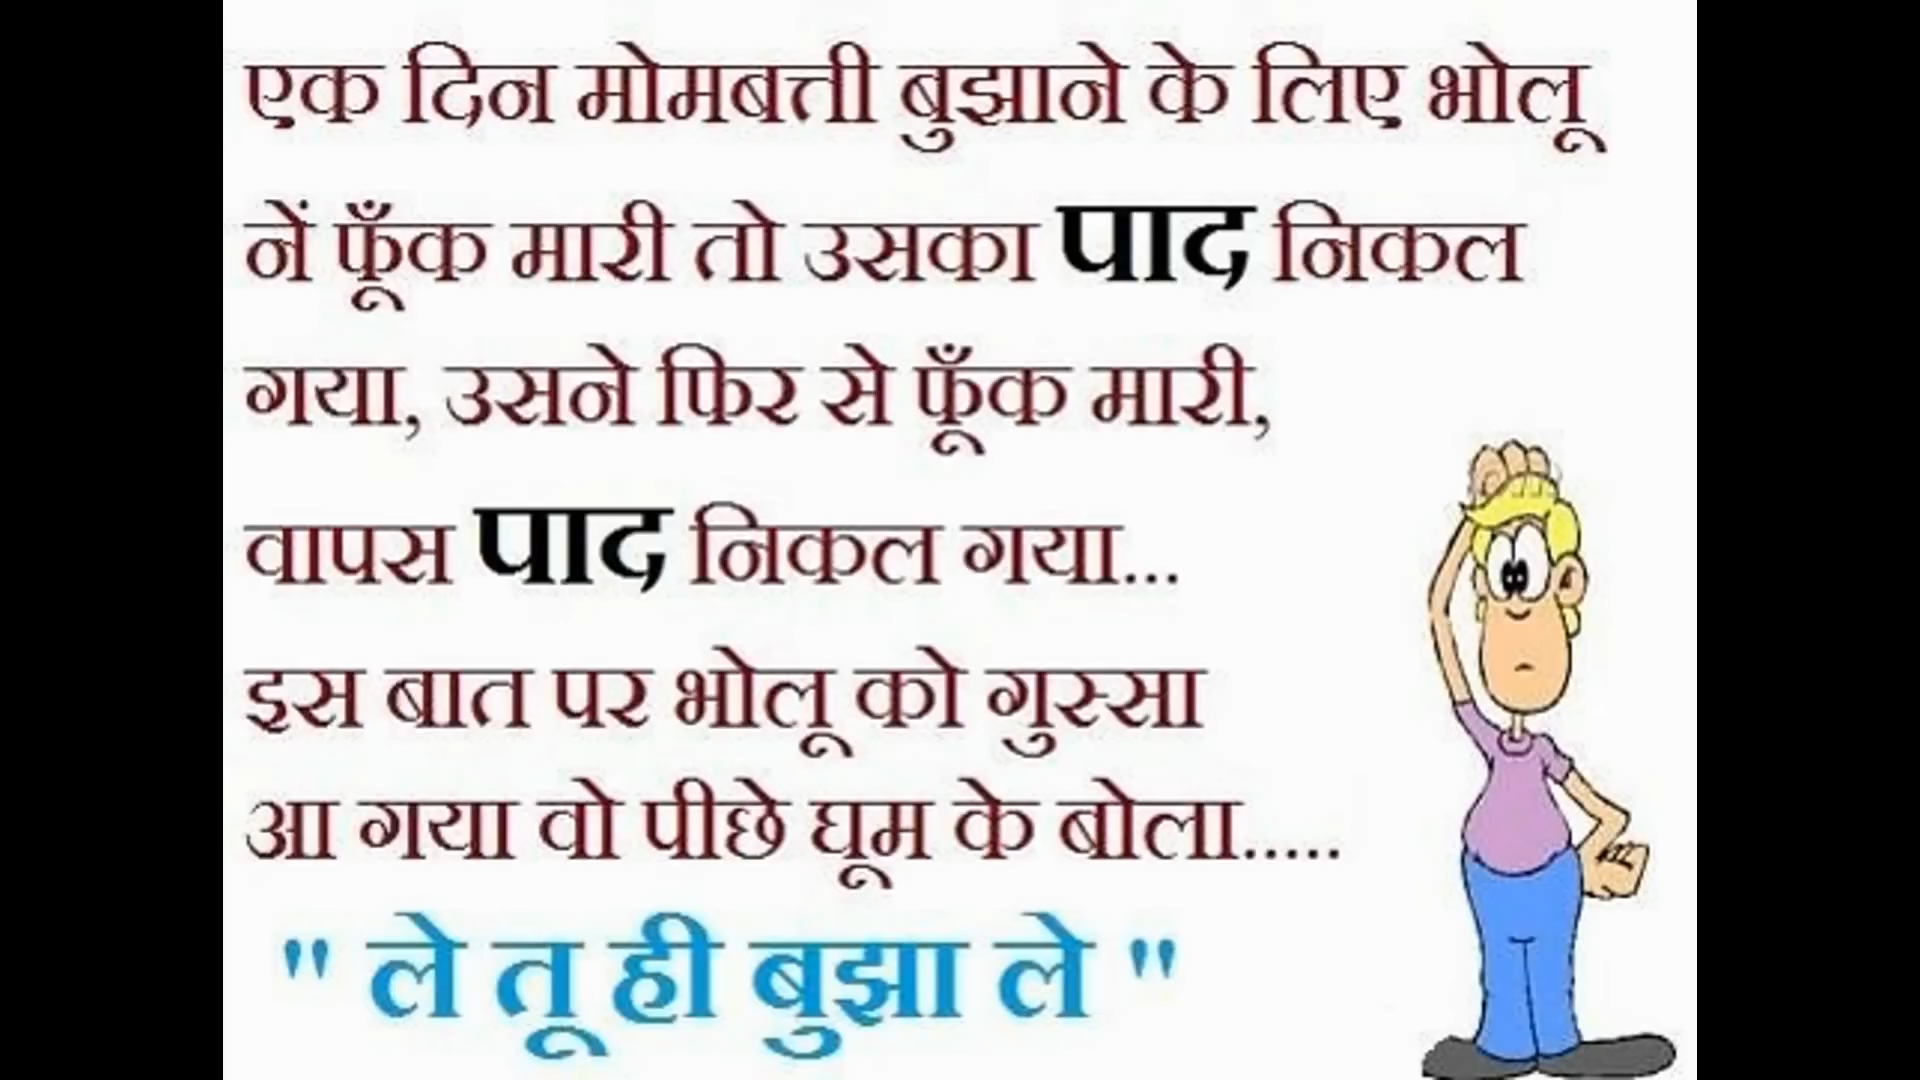 एक दिन मोमबत्ती बुझाने के लिए भोलू
नें फूँक मारी तो उसका पाद निकल
गया, उसने फिर से फूँक मारी,
वापस पाद निकल गया...
इस बात पर भोलू को गुस्सा
आ गया वो पीछे घूम के बोला.....
" ले तू ही बुझा ले "